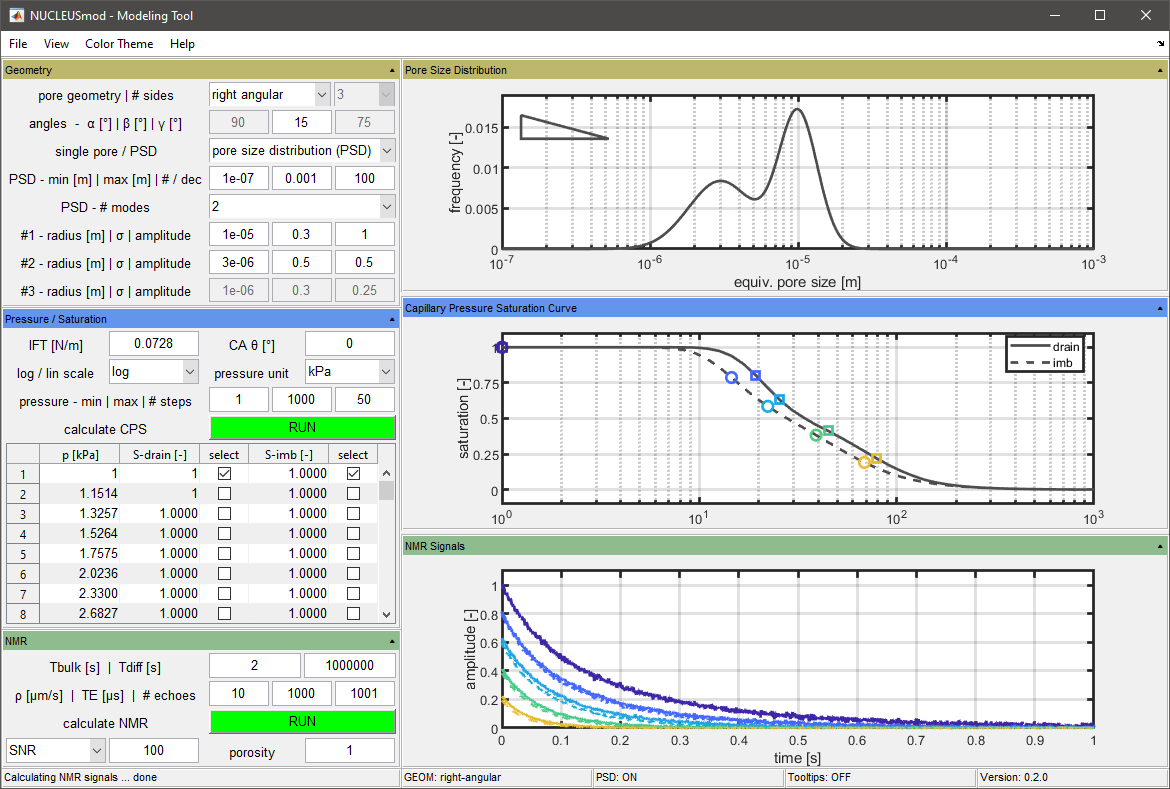 NUCLEUSmod - Modeling Tool
File View Color Theme Help
Geometry
pore geometry | # sides right angular 3
angles - α [°] | β [°] | γ [°] 90 15 75
single pore / PSD pore size distribution (PSD)
PSD - min [m] | max [m] | # / dec 1e-07 0.001 100
PSD - # modes 2
#1 - radius [m] | σ | amplitude 1e-05 0.3 1
#2 - radius [m] | σ | amplitude 3e-06 0.5 0.5
#3 - radius [m] | σ | amplitude 1e-06 0.3 0.25
Pressure / Saturation
IFT [N/m] 0.0728 CA θ [°] 0
log / lin scale log pressure unit kPa
pressure - min | max | # steps 1 1000 50
calculate CPS RUN
p [kPa] S-drain [-] select S-imb [-] select
1 1 1 1.0000
2 1.1514 1 1.0000
3 1.3257 1.0000 1.0000
4 1.5264 1.0000 1.0000
5 1.7575 1.0000 1.0000
6 2.0236 1.0000 1.0000
7 2.3300 1.0000 1.0000
8 2.6827 1.0000 1.0000
NMR
Tbulk [s] | Tdiff [s] 2 1000000
ρ [μm/s] | TE [μs] | # echoes 10 1000 1001
calculate NMR RUN
SNR 100 porosity 1
Pore Size Distribution
frequency [-]
0.015
0.01
0.005
0
10-7 10-6 10-5 10-4 10-3
equiv. pore size [m]
Capillary Pressure Saturation Curve
drain
imb
saturation [-]
1
0.75
0.5
0.25
0
100 101 102 103
NMR Signals
amplitude [-]
1
0.8
0.6
0.4
0.2
0
0 0.1 0.2 0.3 0.4 0.5 0.6 0.7 0.8 0.9 1
time [s]
Calculating NMR signals ... done GEOM: right-angular PSD: ON Tooltips: OFF Version: 0.2.0